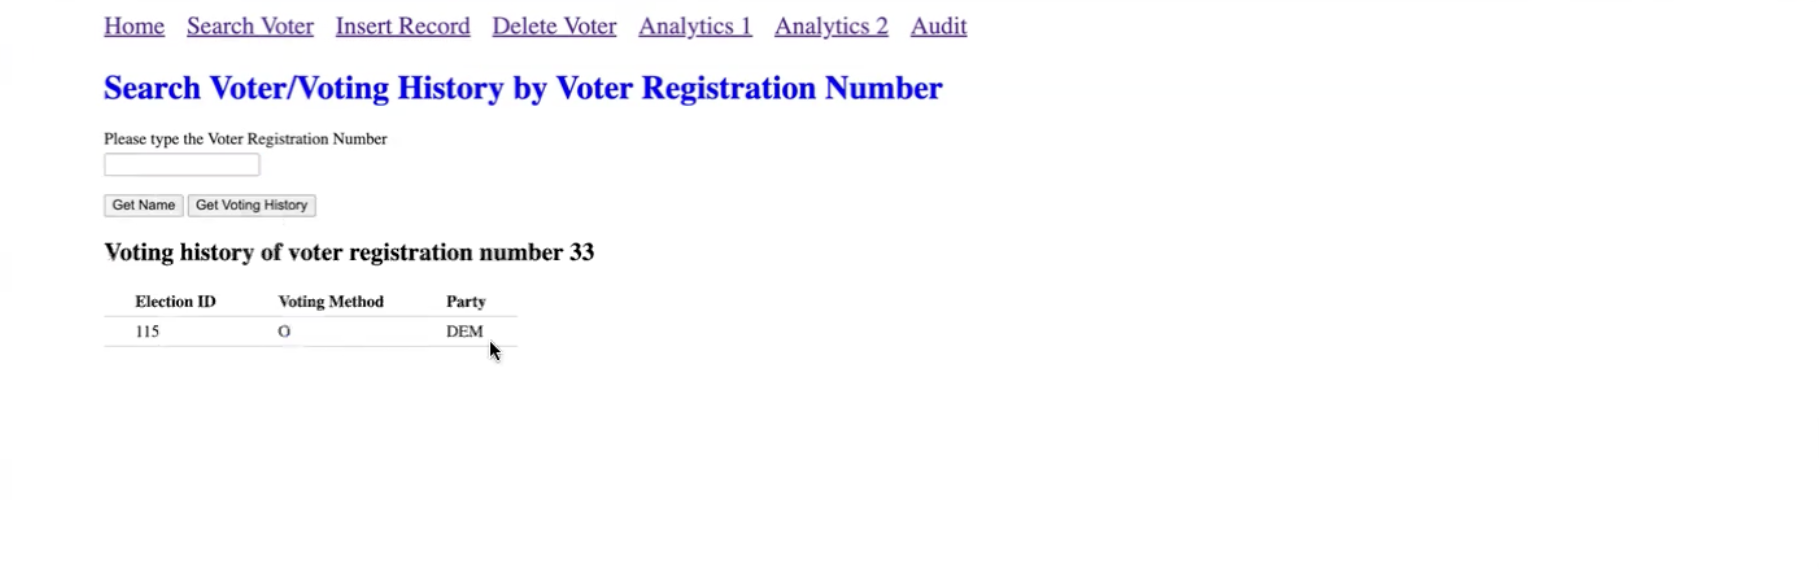 Home Search Voter Insert Record Delete Voter Analytics 1 Analytics 2 Audit
Search Voter/Voting History by Voter Registration Number
Please type the Voter Registration Number
Get Name Get Voting History
Voting history of voter registration number 33
Election ID Voting Method Party
115 O DEM